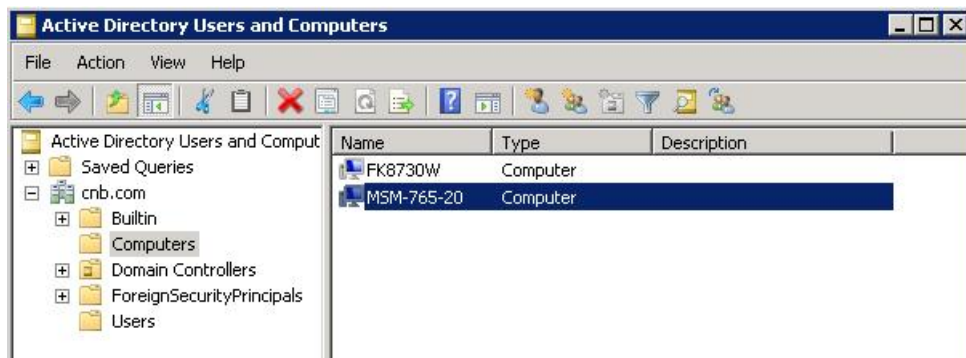 Active Directory Users and Computers
File Action View Help
Active Directory Users and Comput
Name Type Description
Saved Queries
FK8730W Computer
cnb.com
MSM-765-20 Computer
Builtin
Computers
Domain Controllers
ForeignSecurityPrincipals
Users